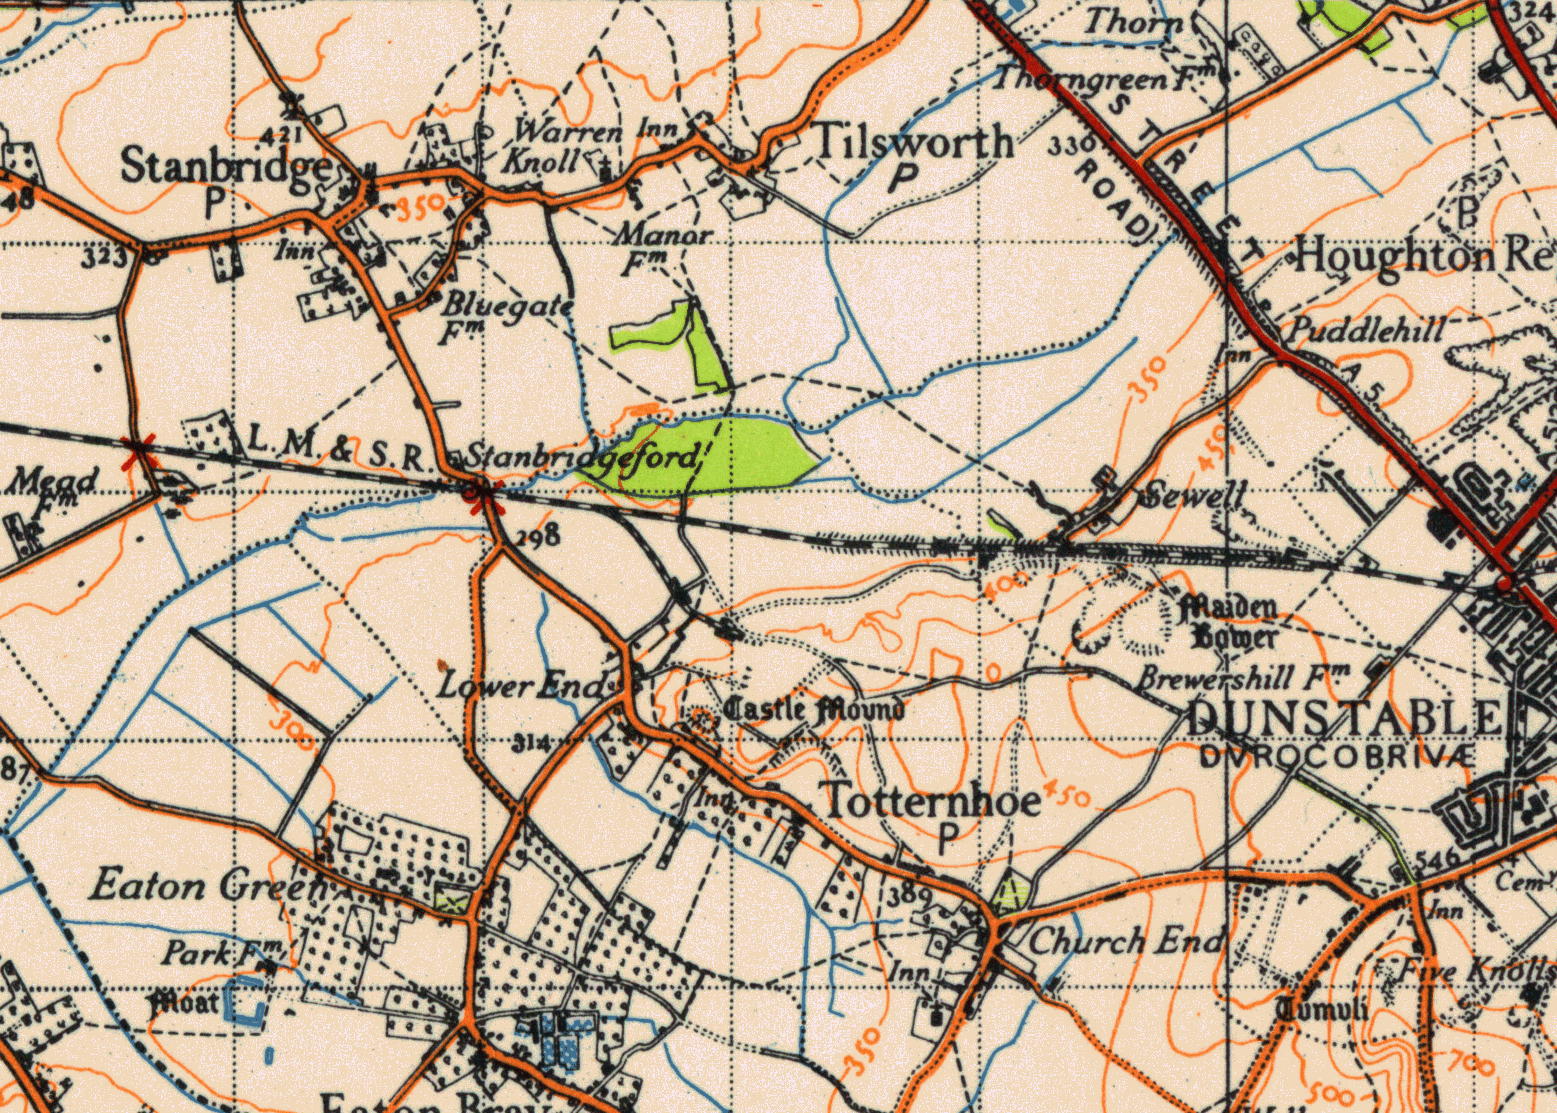 324
Thorn
Thorngreen Fm
STREET
421
Warren
Inn
Knoll
Tilsworth
P
330
ROAD)
Stanbridge
P
350
48
P
323
Inn
Manor
Fm
Houghton Re
Bluegate
Fm
Puddlehill
Inn
350
A 5
L. M. & S. R.
Stanbridgeford
450
Mead
Fm
Sewell
298
400
Maiden
Bower
Lower End
Brewershill Fm
300
Castle Mound
DUNSTABLE
314
DVROCOBRIVÆ
87
Inn
Totternhoe
P
450
546
Eaton Green
389
Cemy
Inn
Park Fm
Church End
Inn
Five Knolls
Moat
Tumuli
350
700
500
Eaton Bray